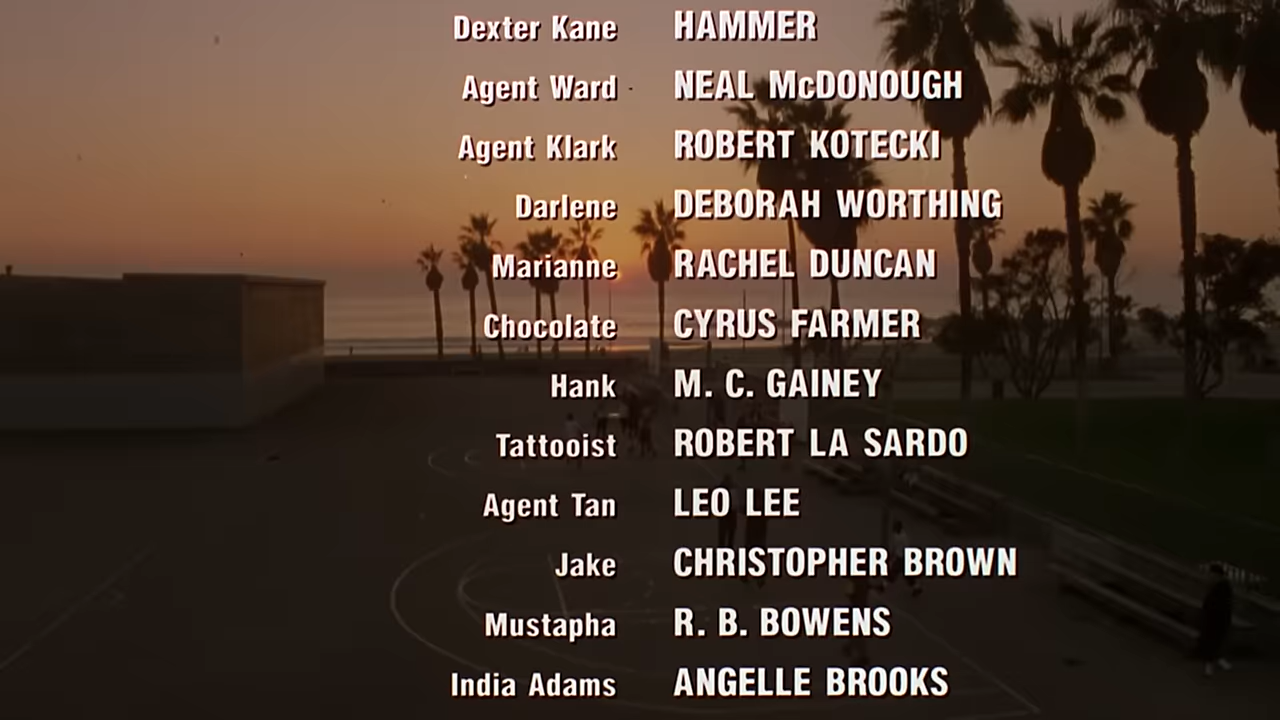 Dexter Kane HAMMER
Agent Ward NEAL McDONOUGH
Agent Klark ROBERT KOTECKI
Darlene DEBORAH WORTHING
Marianne RACHEL DUNCAN
Chocolate CYRUS FARMER
Hank M. C. GAINEY
Tattooist ROBERT LA SARDO
Agent Tan LEO LEE
Jake CHRISTOPHER BROWN
Mustapha R. B. BOWENS
India Adams ANGELLE BROOKS